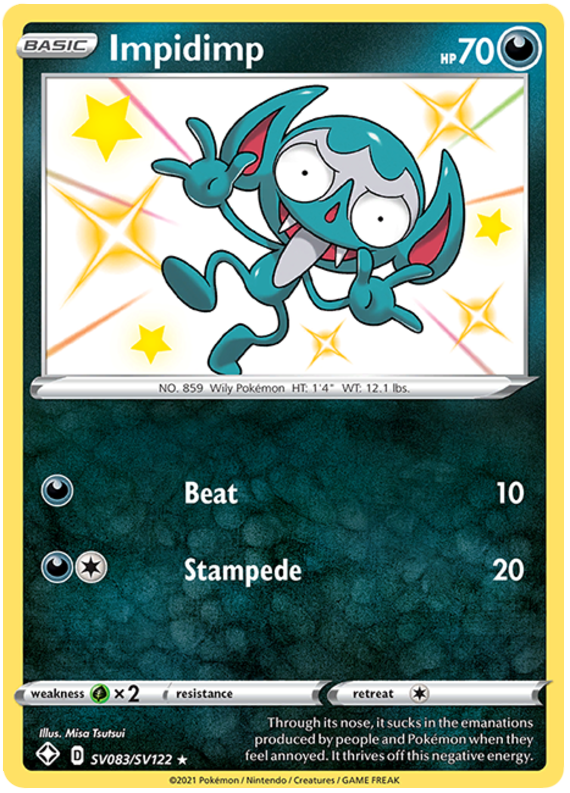 BASIC Impidimp HP 70
NO. 859 Wily Pokémon HT: 1'4" WT: 12.1 lbs.
Beat 10
Stampede 20
weakness ×2 resistance retreat
Illus. Misa Tsutsui
D SV083/SV122 ★
Through its nose, it sucks in the emanations
produced by people and Pokémon when they
feel annoyed. It thrives off this negative energy.
©2021 Pokémon / Nintendo / Creatures / GAME FREAK